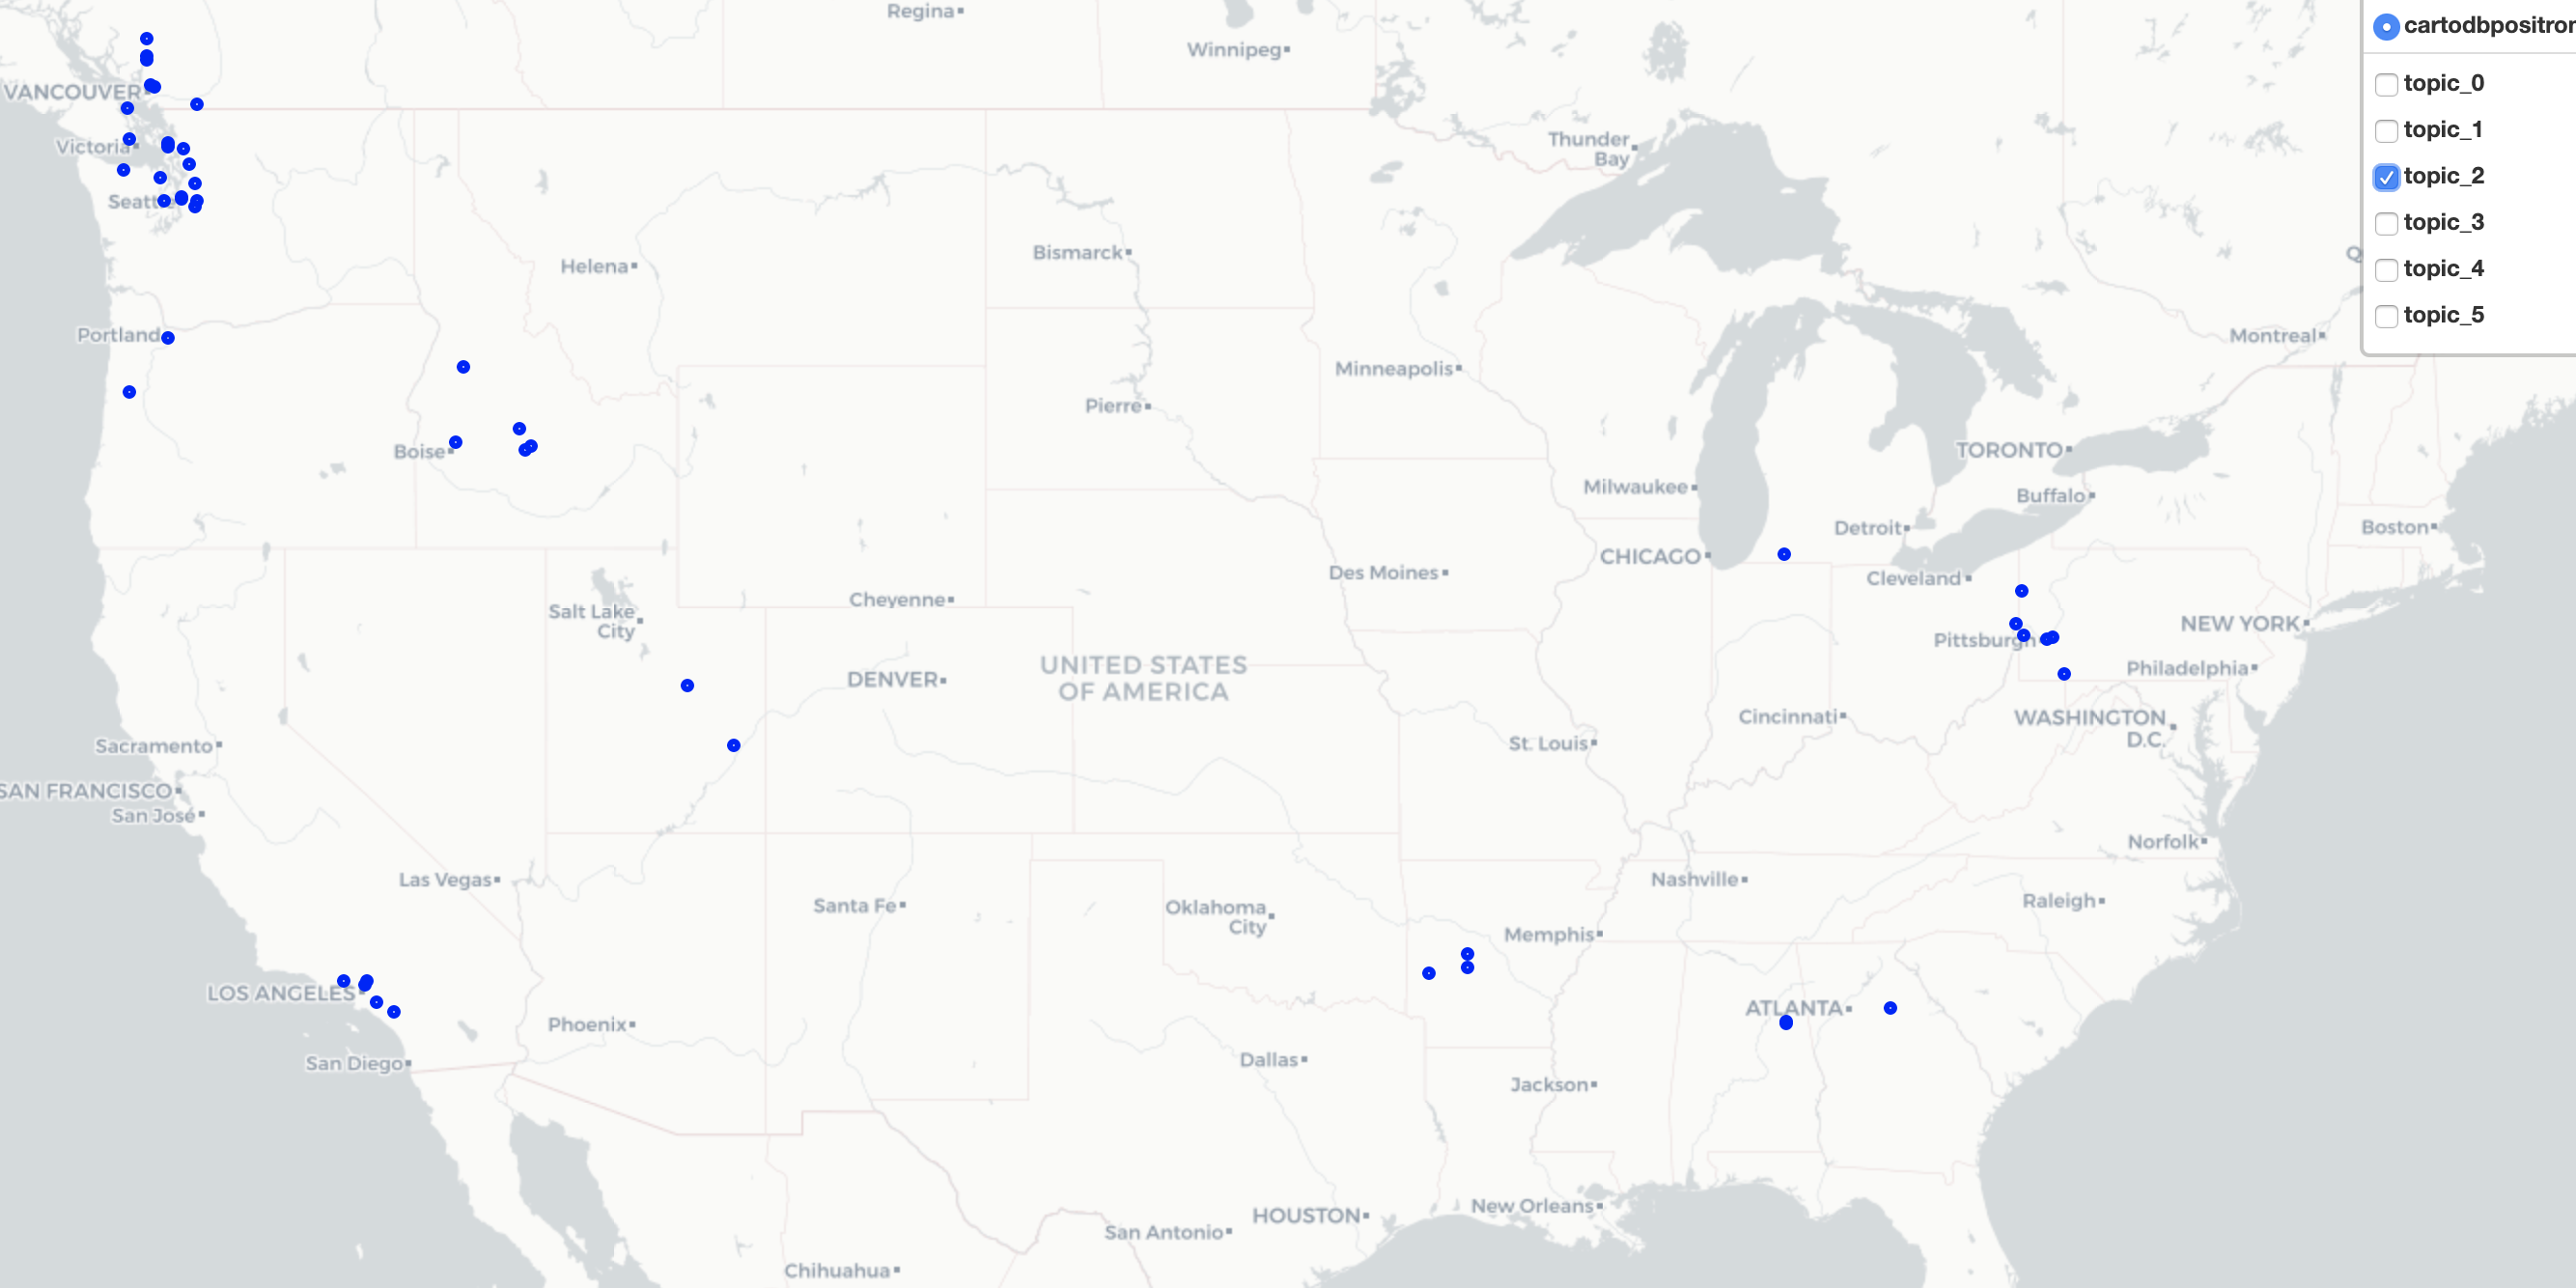 Regina
Winnipeg
cartodbpositron
VANCOUVER
topic_0
topic_1
Thunder
Bay
Victoria
topic_2
Seattle
topic_3
Bismarck
Helena
topic_4
topic_5
Portland
Montreal
Minneapolis
Pierre
Boise
TORONTO
Milwaukee
Buffalo
Detroit
Boston
CHICAGO
Des Moines
Cleveland
Cheyenne
Salt Lake
City
NEW YORK
Pittsburgh
UNITED STATES
OF AMERICA
Philadelphia
DENVER
Cincinnati
WASHINGTON
D.C.
St. Louis
Sacramento
SAN FRANCISCO
San José
Norfolk
Las Vegas
Nashville
Raleigh
Santa Fe
Oklahoma
City
Memphis
LOS ANGELES
ATLANTA
Phoenix
San Diego
Dallas
Jackson
New Orleans
HOUSTON
San Antonio
Chihuahua